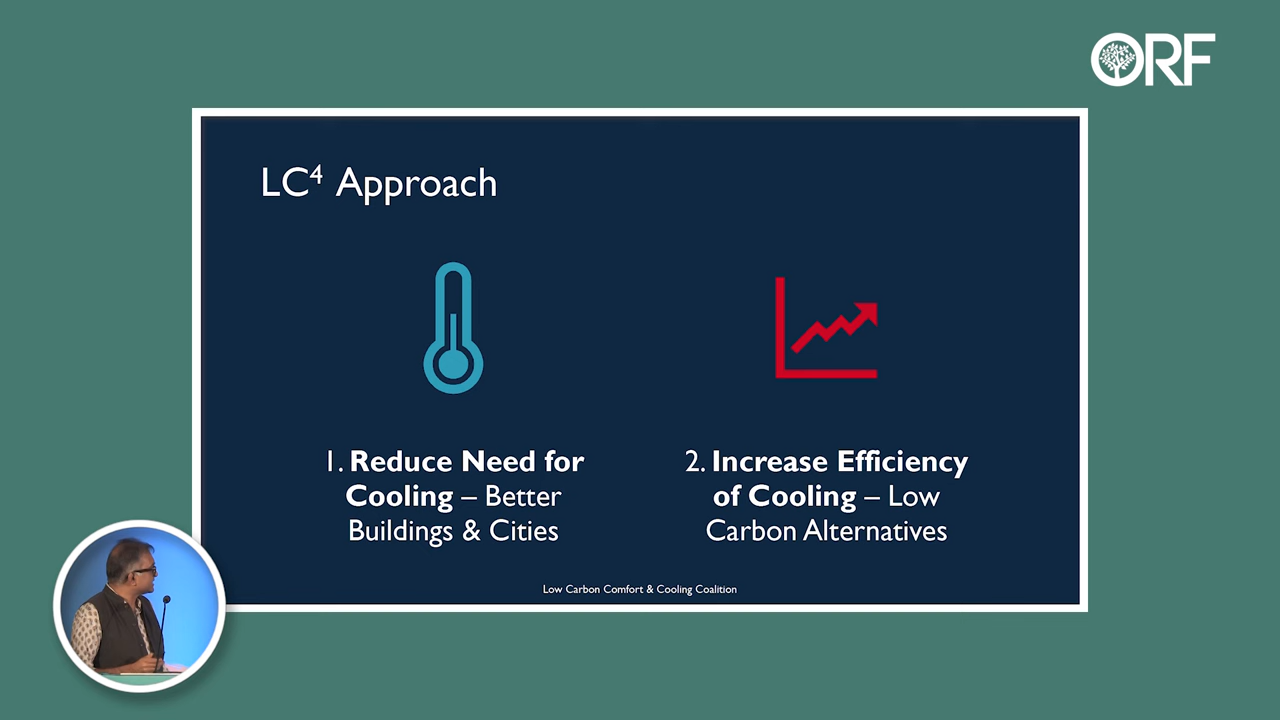 ORF
LC⁴ Approach
1. Reduce Need for
Cooling – Better
Buildings & Cities
2. Increase Efficiency
of Cooling – Low
Carbon Alternatives
Low Carbon Comfort & Cooling Coalition